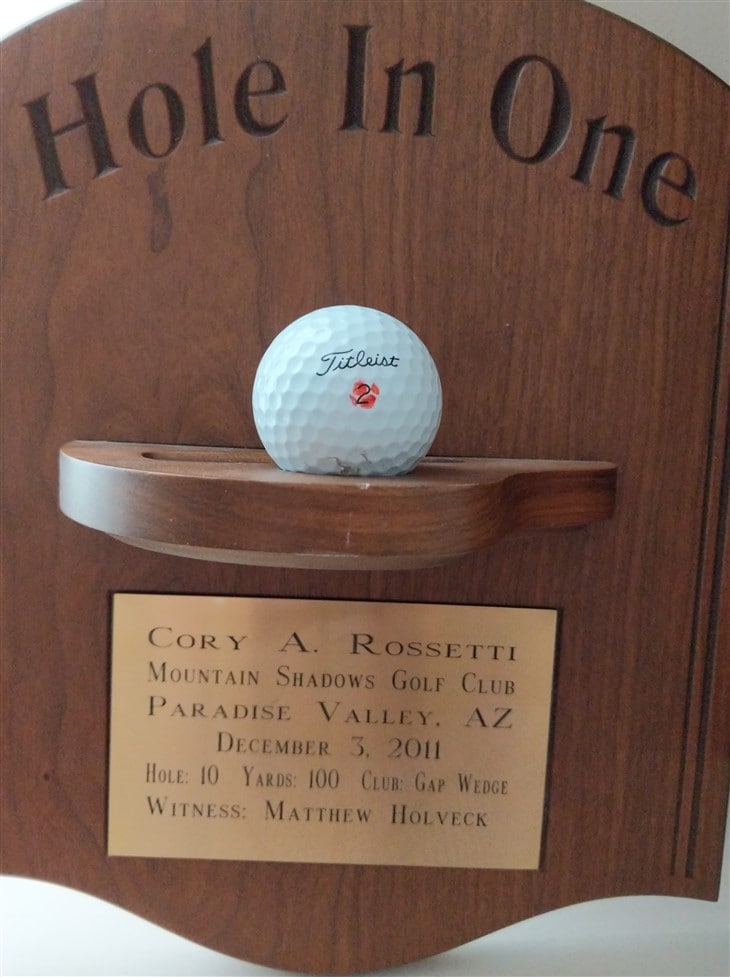 Hole In One
Titleist
2
CORY A. ROSSETTI
MOUNTAIN SHADOWS GOLF CLUB
PARADISE VALLEY, AZ
DECEMBER 3, 2011
HOLE: 10 YARDS: 100 CLUB: GAP WEDGE
WITNESS: MATTHEW HOLVECK